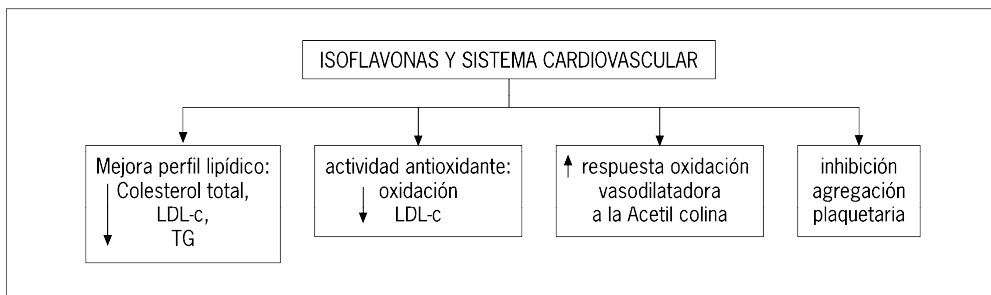 ISOFLAVONAS Y SISTEMA CARDIOVASCULAR
Mejora perfil lipídico:
Colesterol total,
LDL-c,
TG
actividad antioxidante:
oxidación
LDL-c
respuesta oxidación
vasodilatadora
a la Acetil colina
inhibición
agregación
plaquetaria